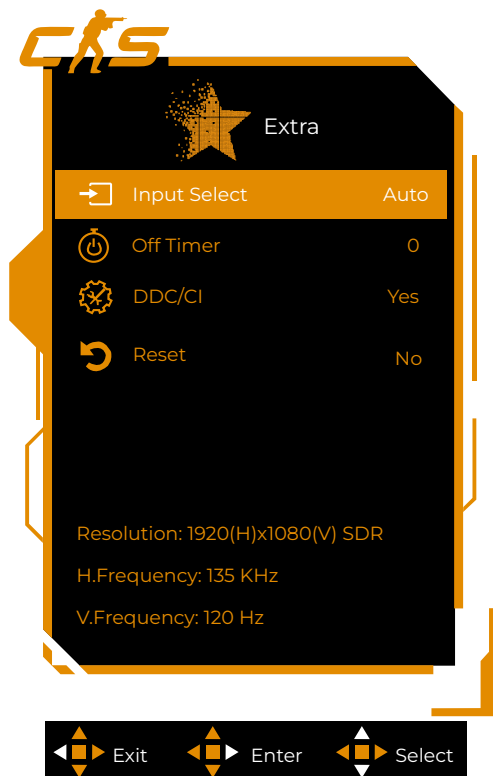 CS
Extra
Input Select Auto
Off Timer 0
DDC/CI Yes
Reset No
Resolution: 1920(H)x1080(V) SDR
H.Frequency: 135 KHz
V.Frequency: 120 Hz
Exit Enter Select